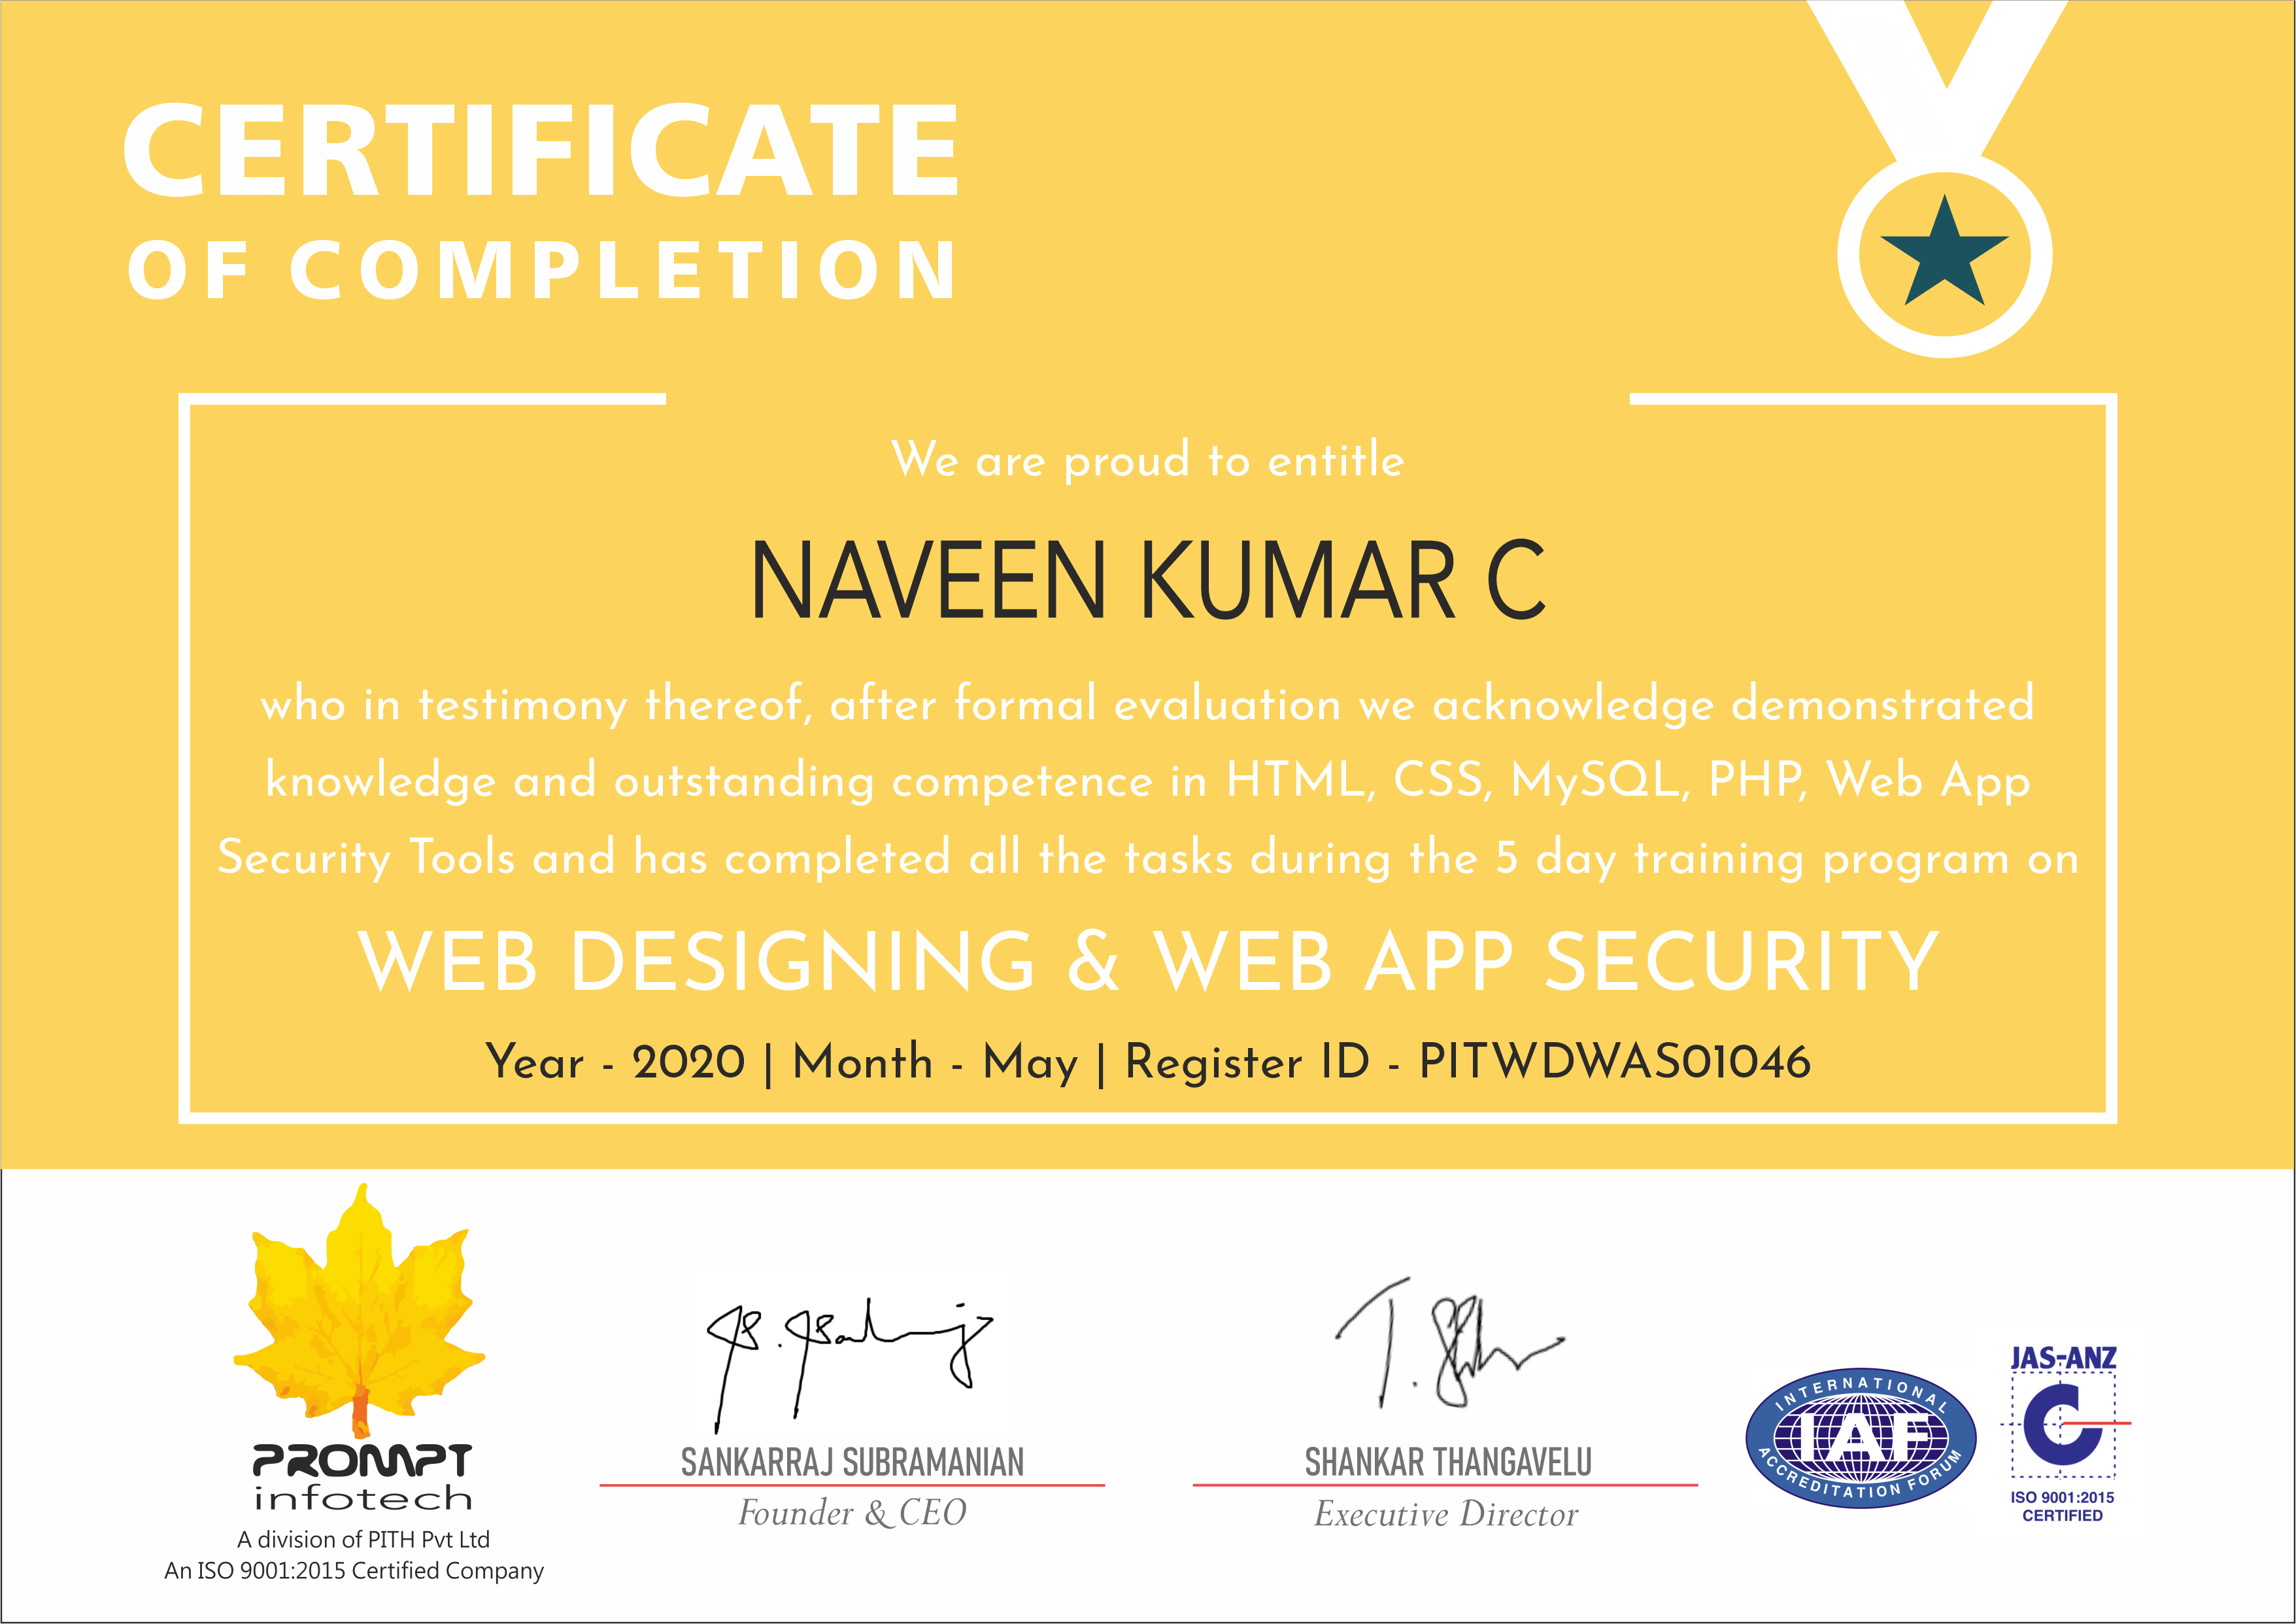 CERTIFICATE
OF COMPLETION
We are proud to entitle
NAVEEN KUMAR C
who in testimony thereof, after formal evaluation we acknowledge demonstrated
knowledge and outstanding competence in HTML, CSS, MySQL, PHP, Web App
Security Tools and has completed all the tasks during the 5 day training program on
WEB DESIGNING & WEB APP SECURITY
Year - 2020 | Month - May | Register ID - PITWDWAS01046
PROMPT
infotech
A division of PITH Pvt Ltd
An ISO 9001:2015 Certified Company
SANKARRAJ SUBRAMANIAN
Founder & CEO
SHANKAR THANGAVELU
Executive Director
INTERNATIONAL
IAF
ACCREDITATION FORUM
JAS-ANZ
C
ISO 9001:2015
CERTIFIED